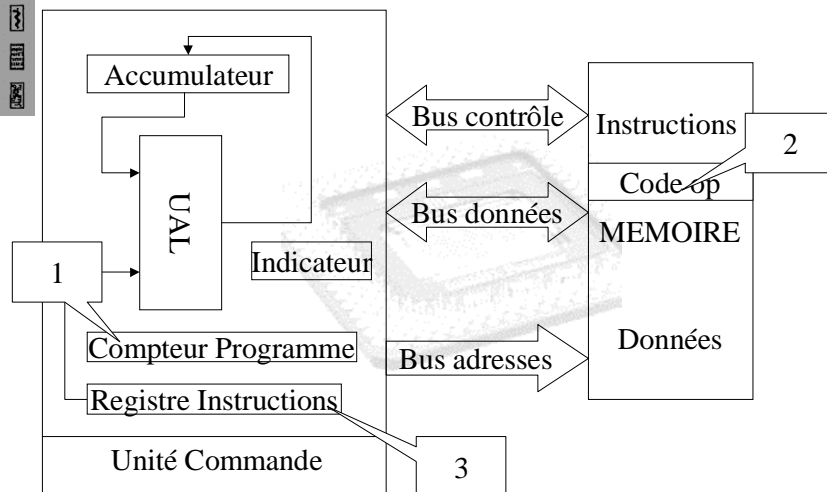 Accumulateur
UAL
Indicateur
1
Compteur Programme
Registre Instructions
Unité Commande
3
Bus contrôle
Bus données
Bus adresses
Instructions
2
Code op
MEMOIRE
Données